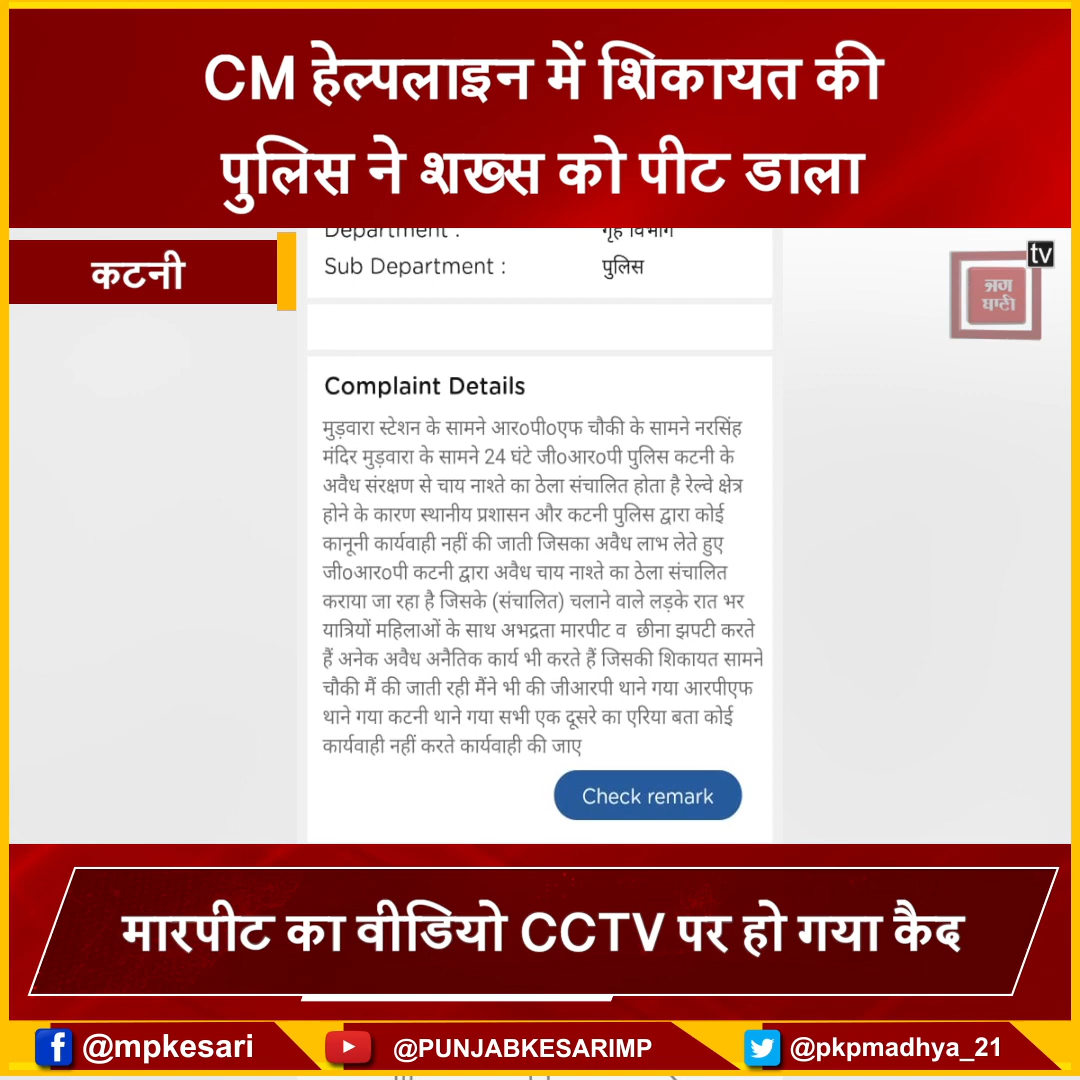 CM हेल्पलाइन में शिकायत की
पुलिस ने शख्स को पीट डाला
कटनी
Department : गृह विभाग
Sub Department : पुलिस
tv
Complaint Details
मुड़वारा स्टेशन के सामने आर०पी०एफ चौकी के सामने नरसिंह
मंदिर मुड़वारा के सामने 24 घंटे जी०आर०पी पुलिस कटनी के
अवैध संरक्षण से चाय नाश्ते का ठेला संचालित होता है रेल्वे क्षेत्र
होने के कारण स्थानीय प्रशासन और कटनी पुलिस द्वारा कोई
कानूनी कार्यवाही नहीं की जाती जिसका अवैध लाभ लेते हुए
जी०आर०पी कटनी द्वारा अवैध चाय नाश्ते का ठेला संचालित
कराया जा रहा है जिसके (संचालित) चलाने वाले लड़के रात भर
यात्रियों महिलाओं के साथ अभद्रता मारपीट व छीना झपटी करते
हैं अनेक अवैध अनैतिक कार्य भी करते हैं जिसकी शिकायत सामने
चौकी मैं की जाती रही मैंने भी की जीआरपी थाने गया आरपीएफ
थाने गया कटनी थाने गया सभी एक दूसरे का एरिया बता कोई
कार्यवाही नहीं करते कार्यवाही की जाए
Check remark
मारपीट का वीडियो CCTV पर हो गया कैद
@mpkesari
@PUNJABKESARIMP
@pkpmadhya_21